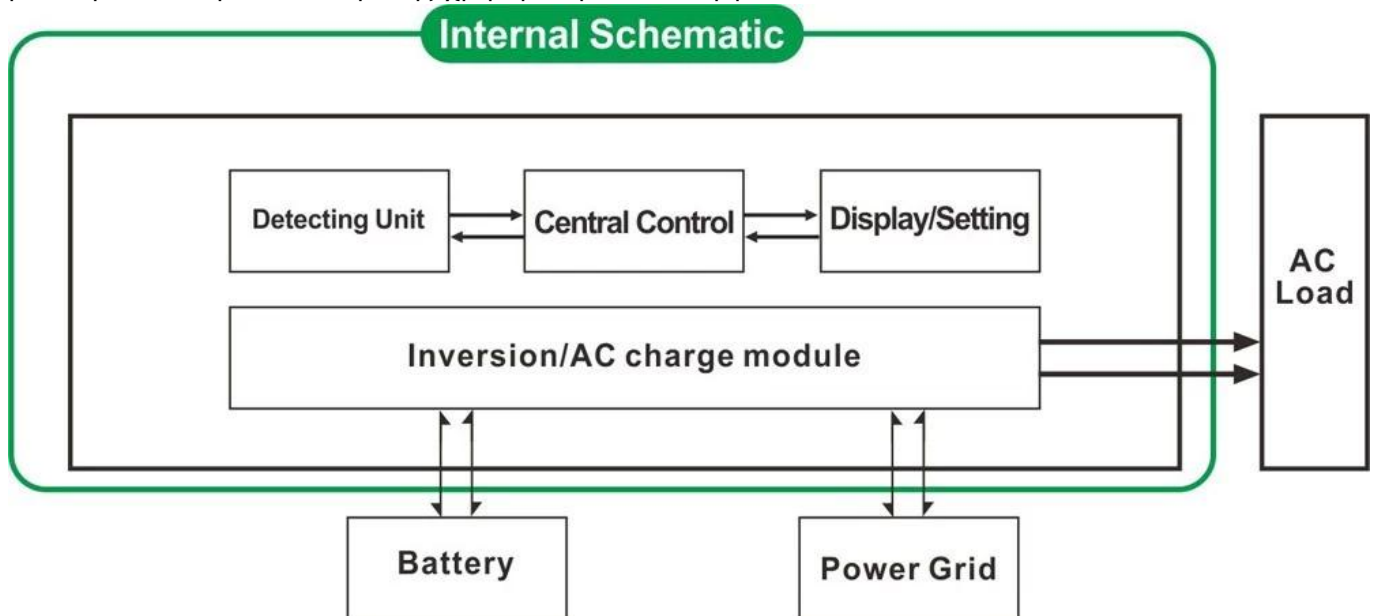 Internal Schematic
Detecting Unit
Central Control
Display/Setting
Inversion/AC charge module
AC
Load
Battery
Power Grid